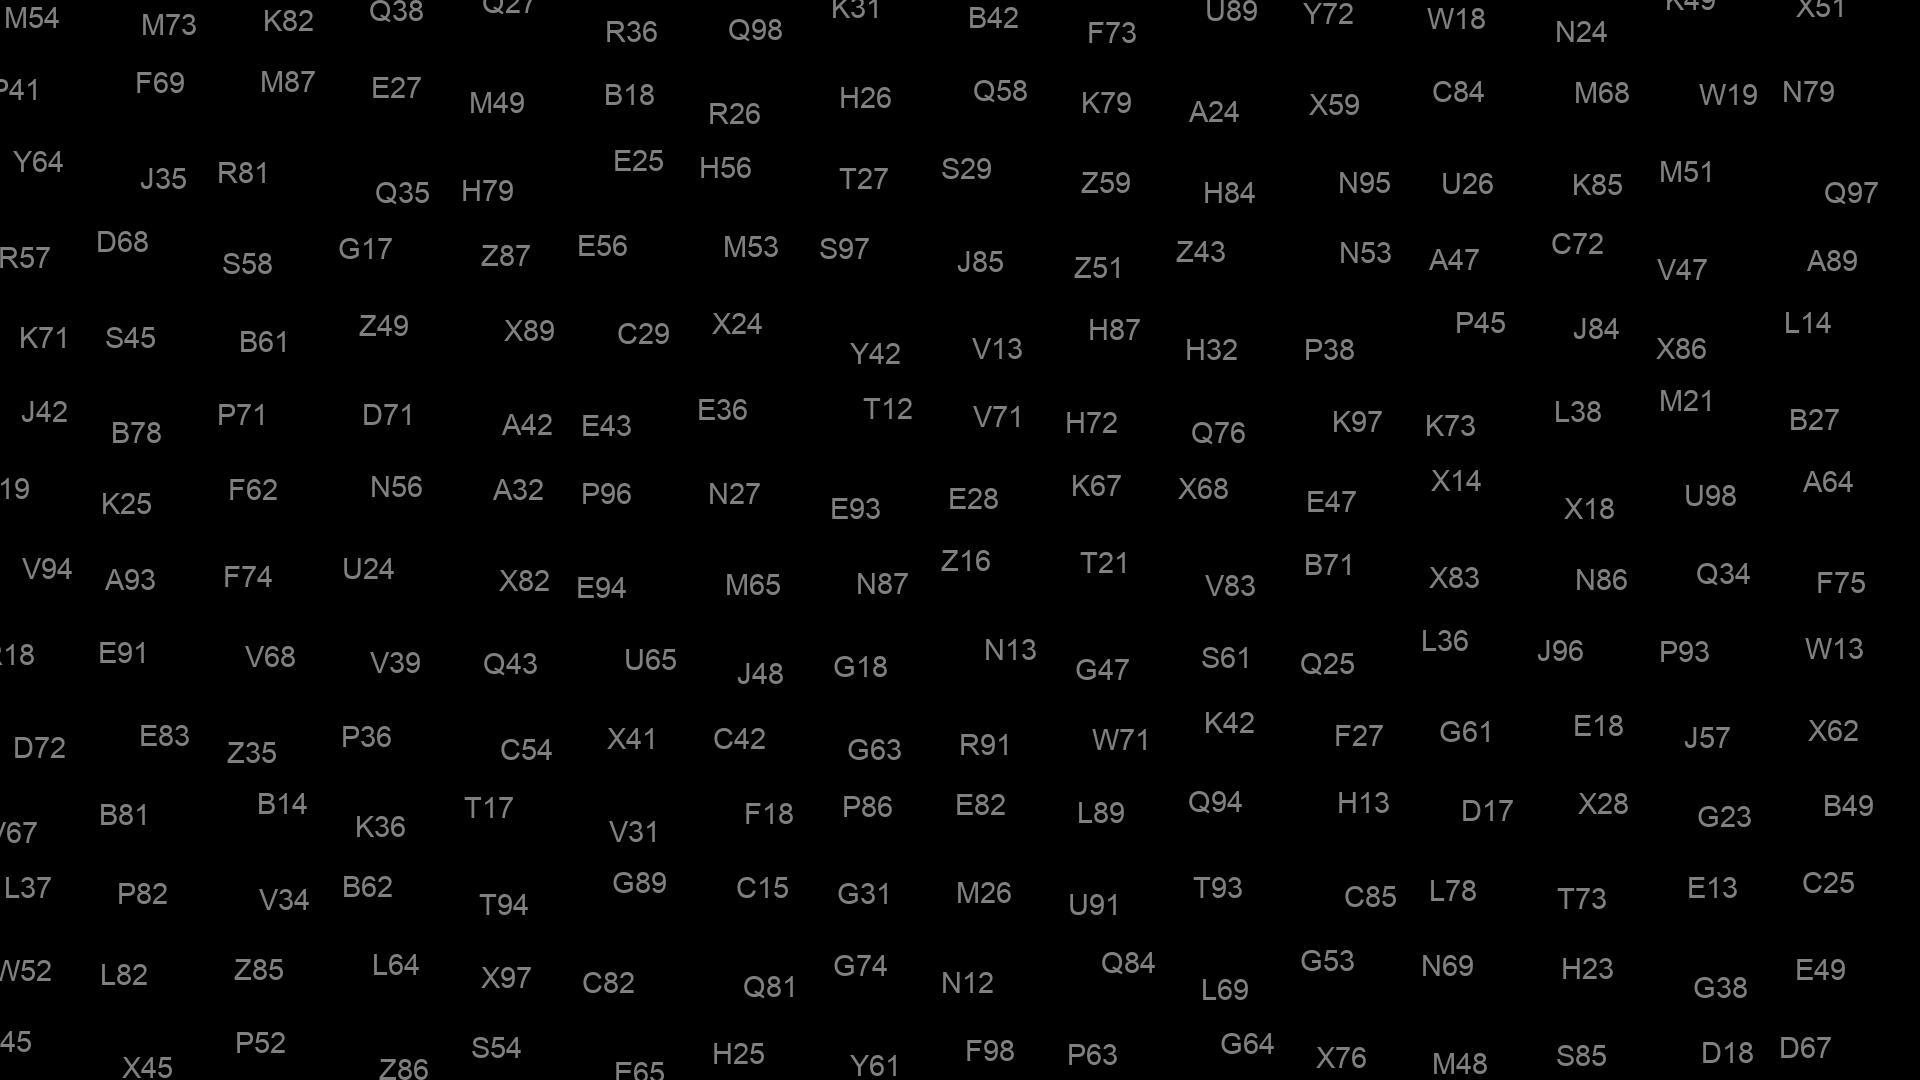 M54 M73 K82 Q38 Q27 R36 Q98 K31 B42 F73 U89 Y72 W18 N24 K49 X51
P41 F69 M87 E27 M49 B18 R26 H26 Q58 K79 A24 X59 C84 M68 W19 N79
Y64 J35 R81 Q35 H79 E25 H56 T27 S29 Z59 H84 N95 U26 K85 M51 Q97
R57 D68 S58 G17 Z87 E56 M53 S97 J85 Z51 Z43 N53 A47 C72 V47 A89
K71 S45 B61 Z49 X89 C29 X24 Y42 V13 H87 H32 P38 P45 J84 X86 L14
J42 B78 P71 D71 A42 E43 E36 T12 V71 H72 Q76 K97 K73 L38 M21 B27
19 K25 F62 N56 A32 P96 N27 E93 E28 K67 X68 E47 X14 X18 U98 A64
V94 A93 F74 U24 X82 E94 M65 N87 Z16 T21 V83 B71 X83 N86 Q34 F75
18 E91 V68 V39 Q43 U65 J48 G18 N13 G47 S61 Q25 L36 J96 P93 W13
D72 E83 Z35 P36 C54 X41 C42 G63 R91 W71 K42 F27 G61 E18 J57 X62
67 B81 B14 K36 T17 V31 F18 P86 E82 L89 Q94 H13 D17 X28 G23 B49
L37 P82 V34 B62 T94 G89 C15 G31 M26 U91 T93 C85 L78 T73 E13 C25
W52 L82 Z85 L64 X97 C82 Q81 G74 N12 Q84 L69 G53 N69 H23 G38 E49
45 X45 P52 Z86 S54 H25 Y61 F98 P63 G64 X76 M48 S85 D18 D67